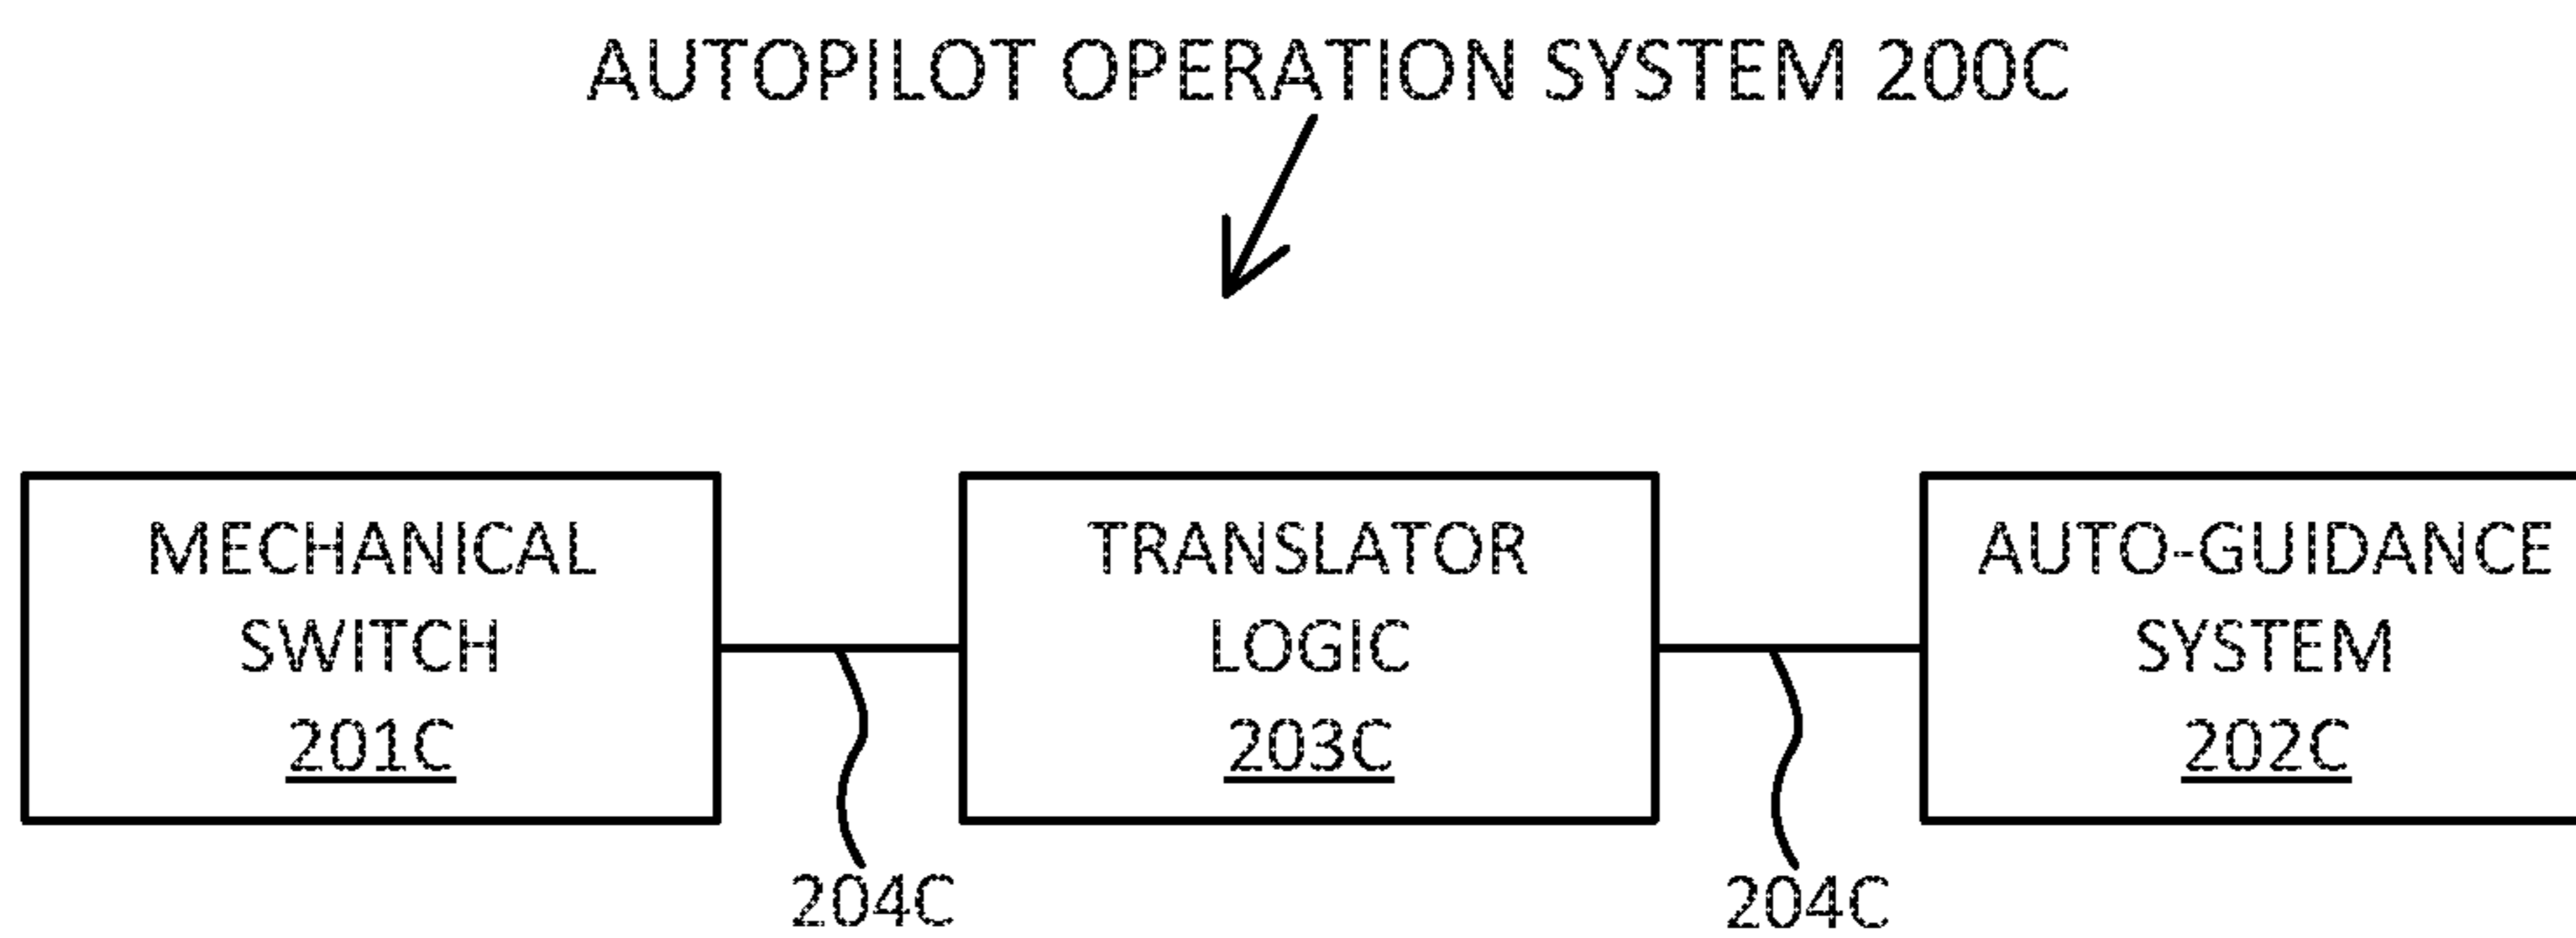 AUTOPILOT OPERATION SYSTEM 200C
MECHANICAL
SWITCH
201C
TRANSLATOR
LOGIC
203C
AUTO-GUIDANCE
SYSTEM
202C
204C
204C